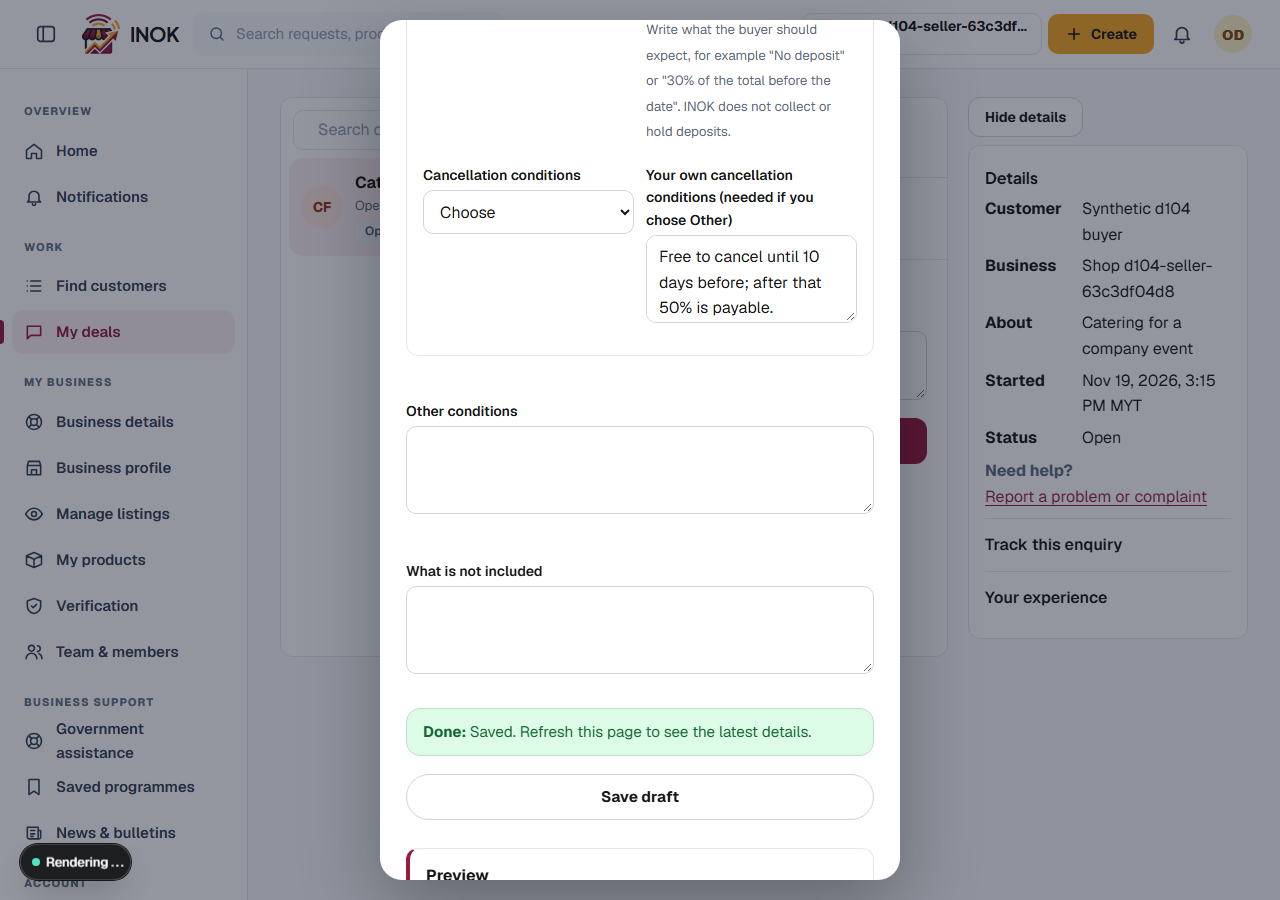 INOK
Search requests, pro
d104-seller-63c3df...
Create
OD
OVERVIEW
Home
Notifications
WORK
Find customers
My deals
MY BUSINESS
Business details
Business profile
Manage listings
My products
Verification
Team & members
BUSINESS SUPPORT
Government
assistance
Saved programmes
News & bulletins
Rendering ...
ACCOUNT
Search
CF
Write what the buyer should
expect, for example "No deposit"
or "30% of the total before the
date". INOK does not collect or
hold deposits.
Cancellation conditions
Choose
Your own cancellation
conditions (needed if you
chose Other)
Free to cancel until 10
days before; after that
50% is payable.
Other conditions
What is not included
Done: Saved. Refresh this page to see the latest details.
Save draft
Preview
Hide details
Details
Customer Synthetic d104
buyer
Business Shop d104-seller-
63c3df04d8
About Catering for a
company event
Started Nov 19, 2026, 3:15
PM MYT
Status Open
Need help?
Report a problem or complaint
Track this enquiry
Your experience